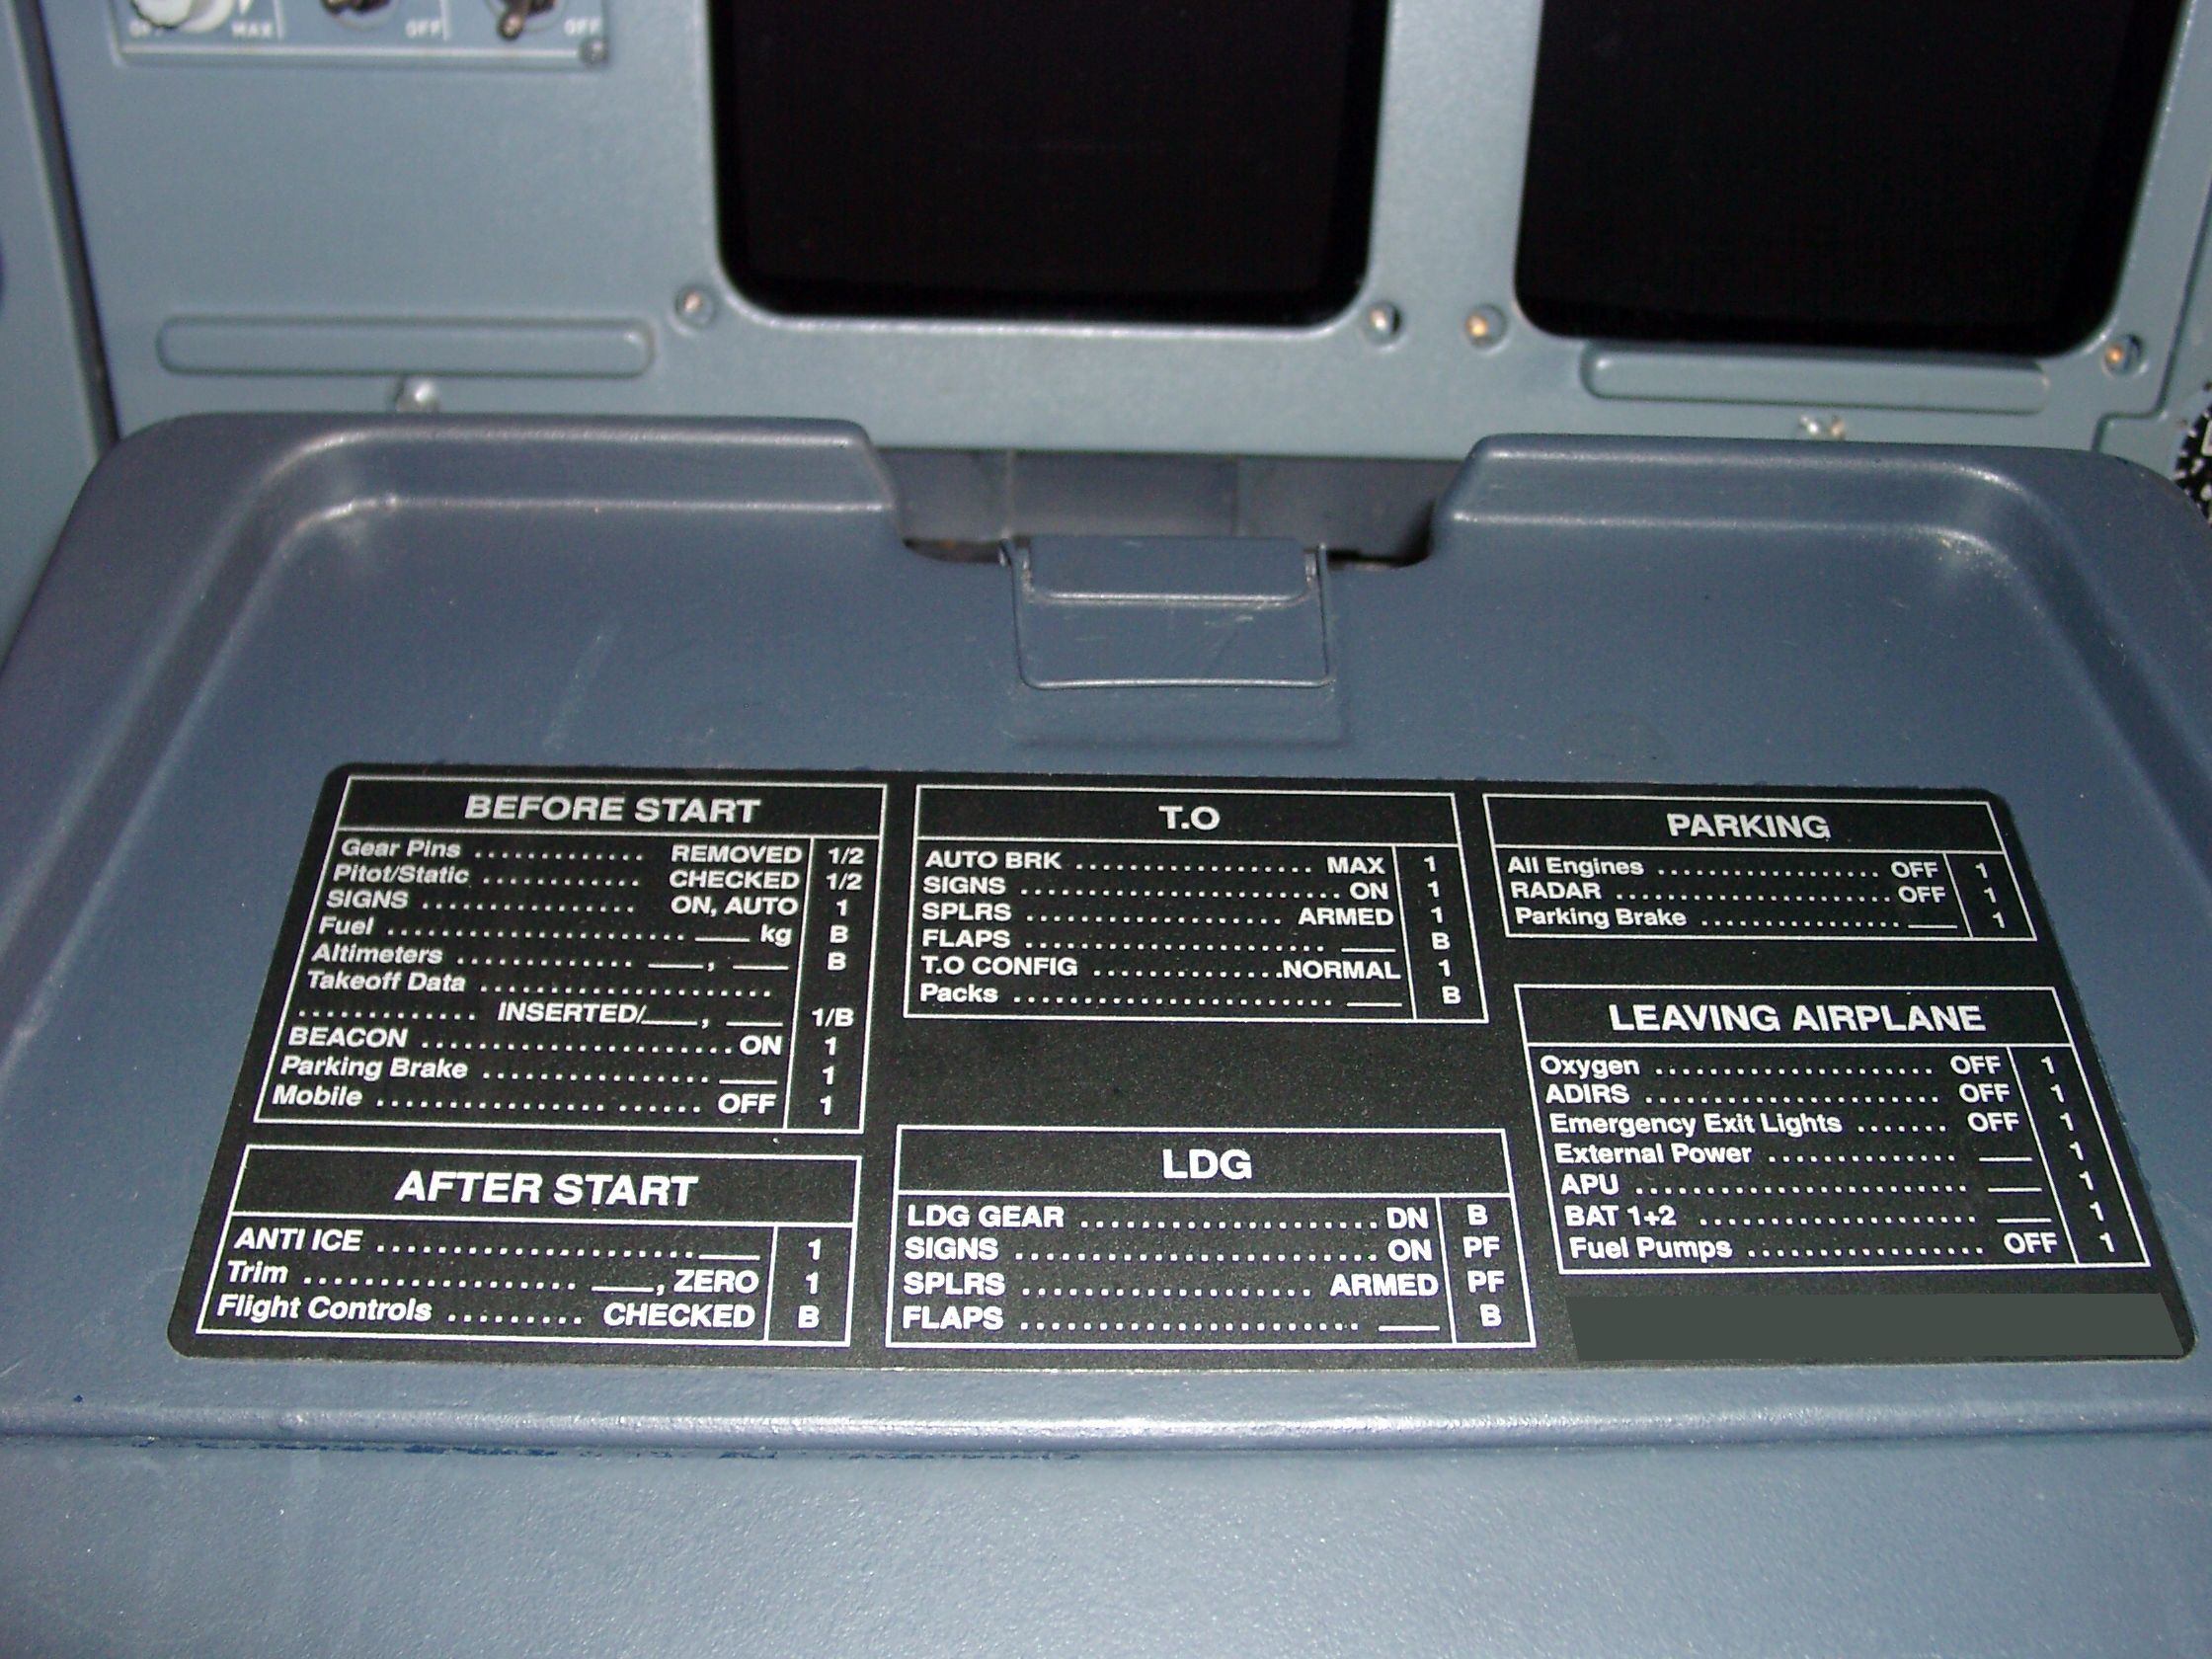 MAX
OFF
OFF
BEFORE START
Gear Pins ............. REMOVED 1/2
Pitot/Static ............ CHECKED 1/2
SIGNS ................ ON, AUTO 1
Fuel ...................... ___ kg B
Altimeters ............. ___, ___ B
Takeoff Data ......................
............. INSERTED/___, ___ 1/B
BEACON ....................... ON 1
Parking Brake ................. ___ 1
Mobile ....................... OFF 1
AFTER START
ANTI ICE ....................... ___ 1
Trim ................... ___, ZERO 1
Flight Controls ......... CHECKED B
T.O
AUTO BRK ................... MAX 1
SIGNS ........................ ON 1
SPLRS .................... ARMED 1
FLAPS ....................... ___ B
T.O CONFIG ..............NORMAL 1
Packs ........................ ___ B
LDG
LDG GEAR ..................... DN B
SIGNS .......................... ON PF
SPLRS .................... ARMED PF
FLAPS ........................ ___ B
PARKING
All Engines ................... OFF 1
RADAR ...................... OFF 1
Parking Brake ................. ___ 1
LEAVING AIRPLANE
Oxygen ...................... OFF 1
ADIRS ....................... OFF 1
Emergency Exit Lights ....... OFF 1
External Power .............. ___ 1
APU ......................... ___ 1
BAT 1+2 .................... ___ 1
Fuel Pumps .................. OFF 1